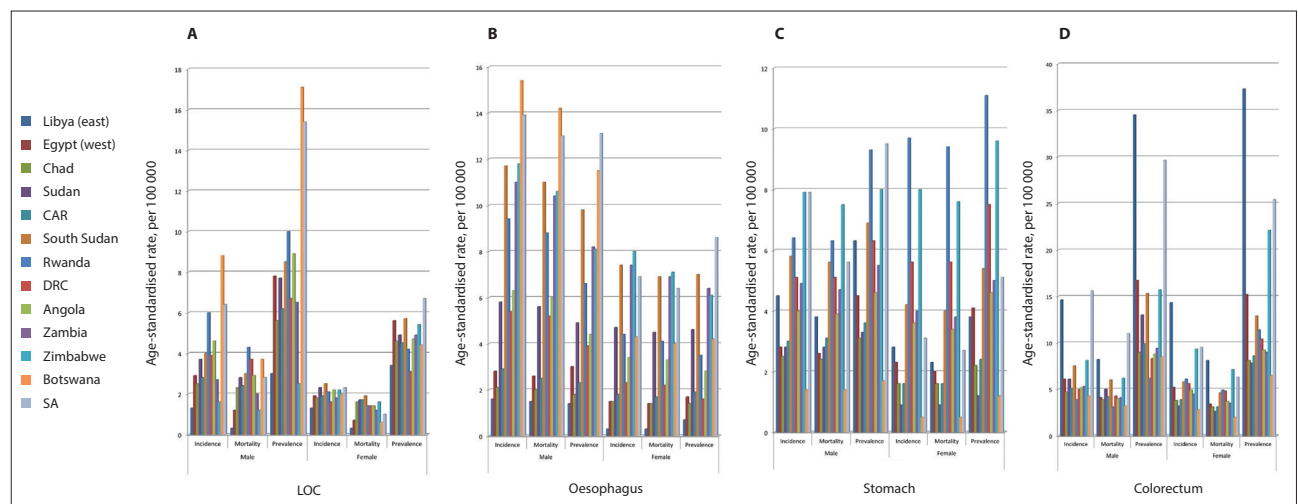 A
B
C
D
Libya (east)
Egypt (west)
Chad
Sudan
CAR
South Sudan
Rwanda
DRC
Angola
Zambia
Zimbabwe
Botswana
SA
Age-standardised rate, per 100 000
18
16
14
12
10
8
6
4
2
0
Incidence Mortality Prevalence Incidence Mortality Prevalence
Male Female
LOC
Age-standardised rate, per 100 000
16
14
12
10
8
6
4
2
0
Incidence Mortality Prevalence Incidence Mortality Prevalence
Male Female
Oesophagus
Age-standardised rate, per 100 000
12
10
8
6
4
2
0
Incidence Mortality Prevalence Incidence Mortality Prevalence
Male Female
Stomach
Age-standardised rate, per 100 000
40
35
30
25
20
15
10
5
0
Incidence Mortality Prevalence Incidence Mortality Prevalence
Male Female
Colorectum